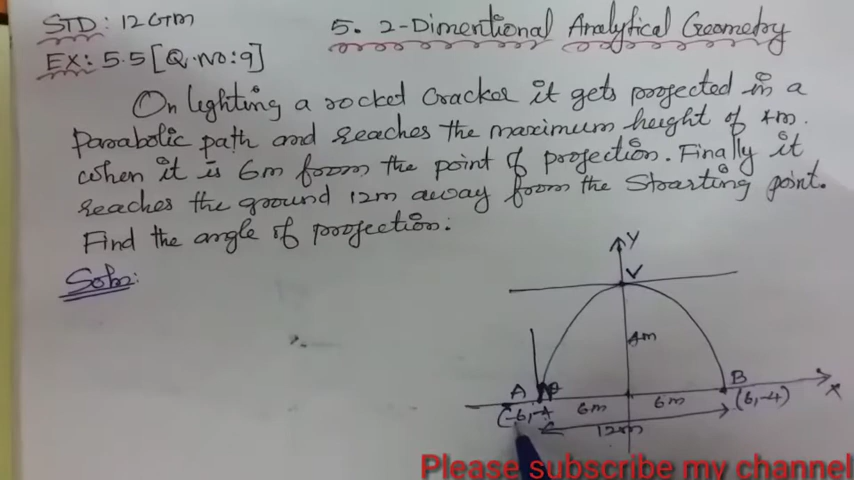 STD: 12GTM
5. 2-Dimentional Analytical Geometry
EX: 5.5[Q.No:9]
On lighting a rocket Cracker it gets projected in a
Parabolic path and reaches the maximum height of 4m.
when it is 6m from the point of projection. Finally it
reaches the ground 12m away from the Starting point.
Find the angle of projection.
Soln:
Y
V
4m
A
B
X
(-6,-4
6m
6m
(6,-4)
12m
Please subscribe my channel